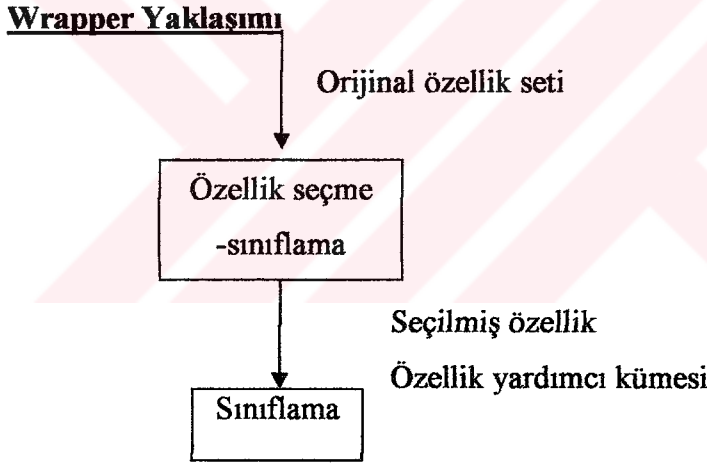 Wrapper Yaklaşımı
Orijinal özellik seti
Özellik seçme
-sınıflama
Seçilmiş özellik
Özellik yardımcı kümesi
Sınıflama